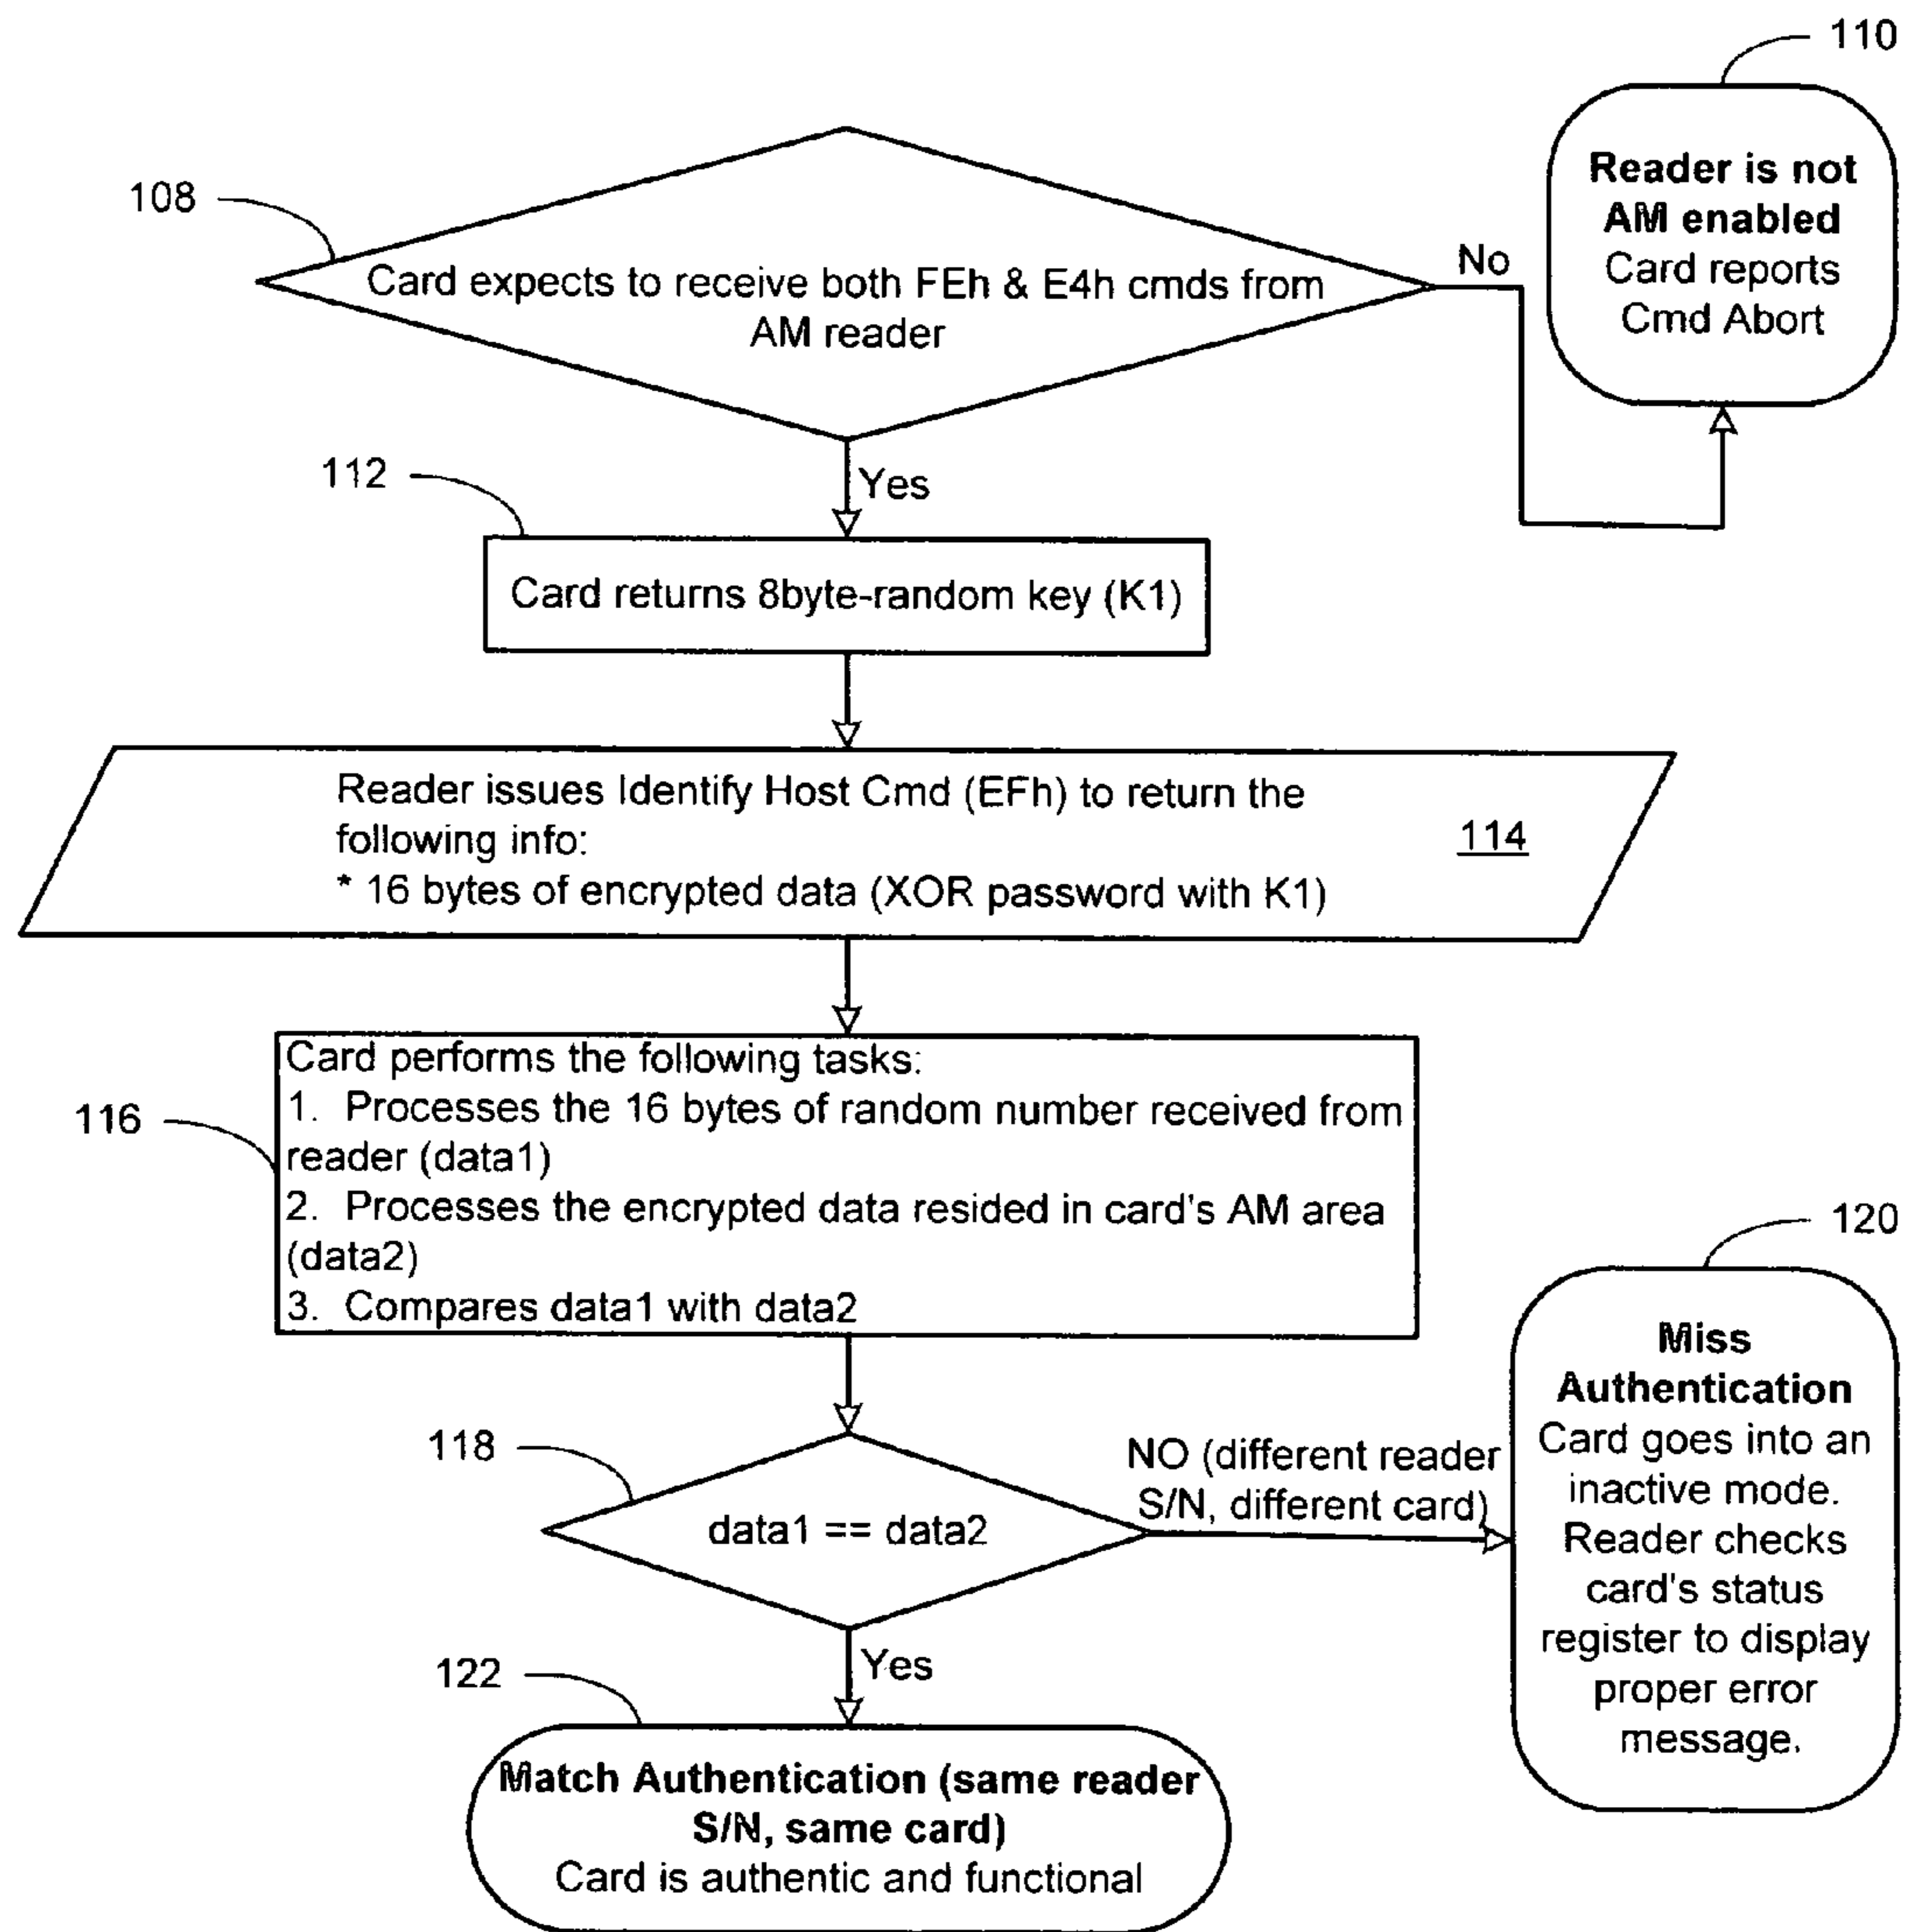 110
Reader is not
AM enabled
Card reports
Cmd Abort
108
Card expects to receive both FEh & E4h cmds from
AM reader
No
Yes
112
Card returns 8byte-random key (K1)
Reader issues Identify Host Cmd (EFh) to return the
following info:
* 16 bytes of encrypted data (XOR password with K1)
114
116
Card performs the following tasks:
1. Processes the 16 bytes of random number received from
reader (data1)
2. Processes the encrypted data resided in card's AM area
(data2)
3. Compares data1 with data2
118
data1 == data2
NO (different reader
S/N, different card)
120
Miss
Authentication
Card goes into an
inactive mode.
Reader checks
card's status
register to display
proper error
message.
Yes
122
Match Authentication (same reader
S/N, same card)
Card is authentic and functional